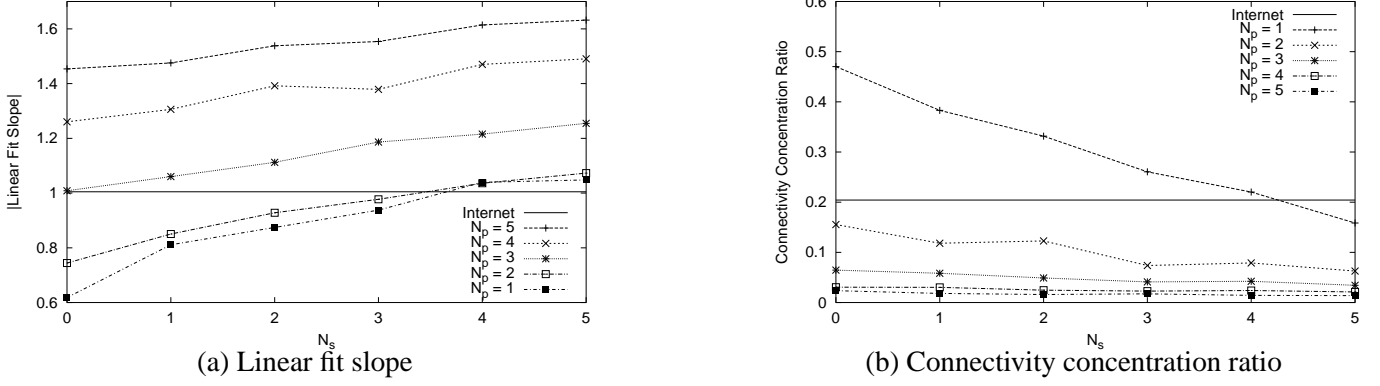 |Linear Fit Slope|
1.6
1.4
1.2
1
0.8
0.6
0 1 2 3 4 5
N_s
Internet
N_p = 5
N_p = 4
N_p = 3
N_p = 2
N_p = 1
(a) Linear fit slope
Connectivity Concentration Ratio
0.6
0.5
0.4
0.3
0.2
0.1
0
0 1 2 3 4 5
N_s
Internet
N_p = 1
N_p = 2
N_p = 3
N_p = 4
N_p = 5
(b) Connectivity concentration ratio